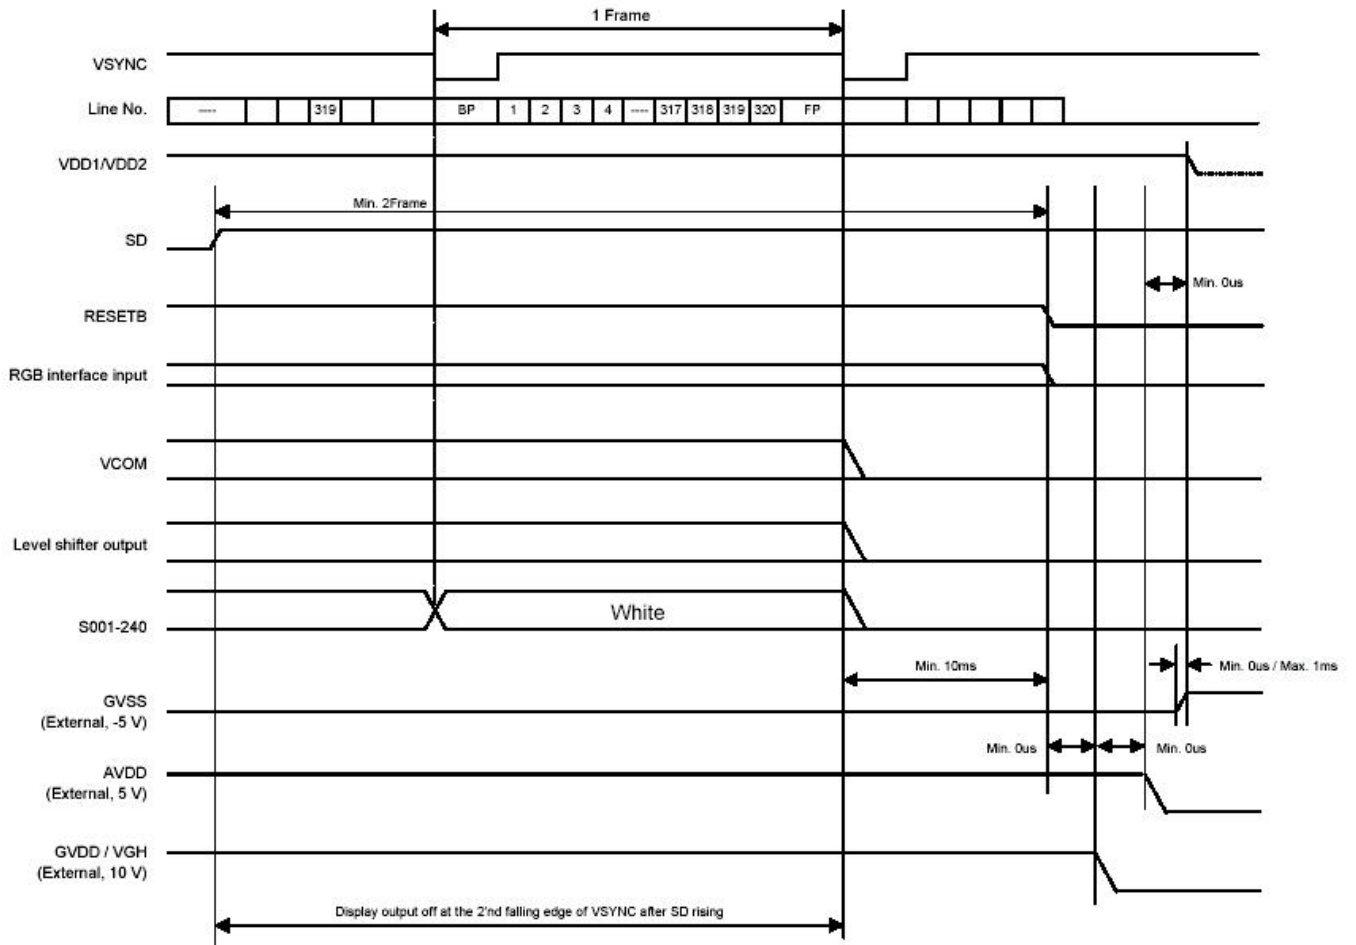 1 Frame
VSYNC
Line No.
---- 319 BP 1 2 3 4 ---- 317 318 319 320 FP
VDD1/VDD2
Min. 2Frame
SD
Min. 0us
RESETB
RGB interface input
VCOM
Level shifter output
S001-240
White
Min. 10ms
Min. 0us / Max. 1ms
GVSS
(External, -5 V)
Min. 0us
Min. 0us
AVDD
(External, 5 V)
GVDD / VGH
(External, 10 V)
Display output off at the 2'nd falling edge of VSYNC after SD rising